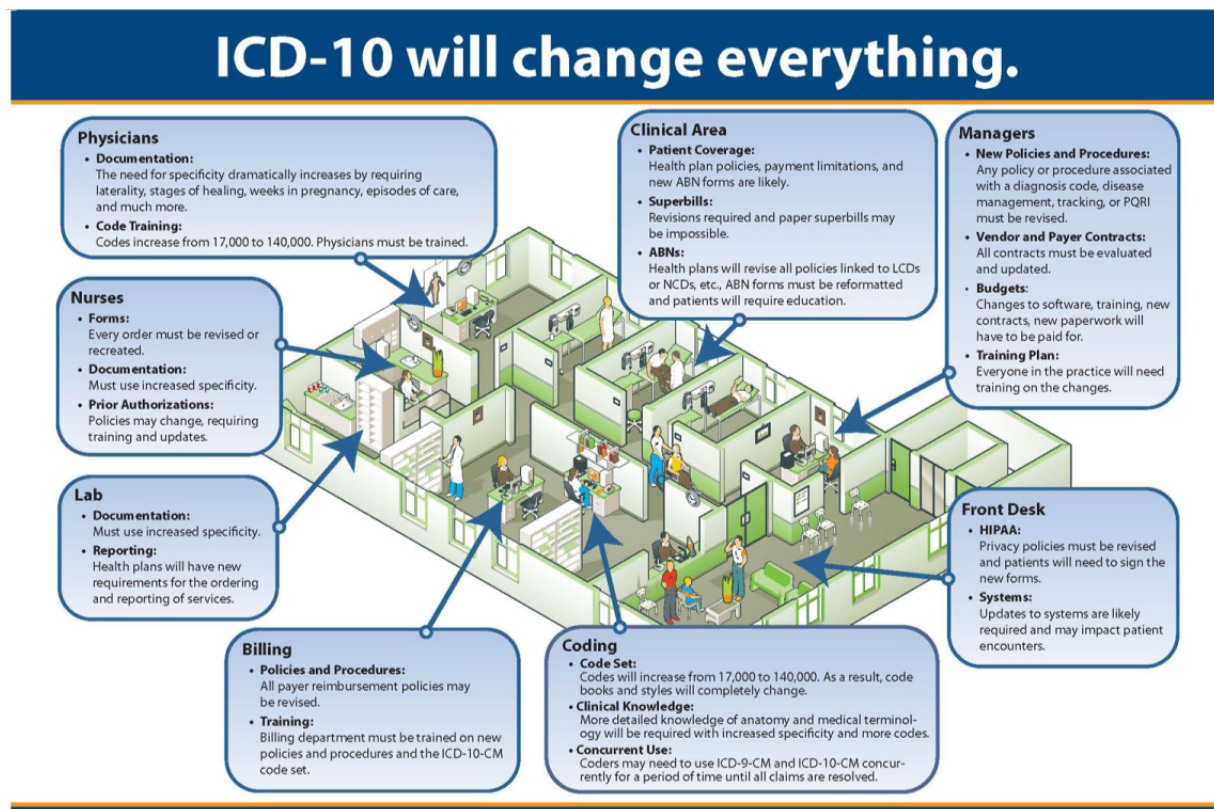 ICD-10 will change everything.
Physicians
• Documentation:
The need for specificity dramatically increases by requiring
laterality, stages of healing, weeks in pregnancy, episodes of care,
and much more.
• Code Training:
Codes increase from 17,000 to 140,000. Physicians must be trained.
Nurses
• Forms:
Every order must be revised or
recreated.
• Documentation:
Must use increased specificity.
• Prior Authorizations:
Policies may change, requiring
training and updates.
Lab
• Documentation:
Must use increased specificity.
• Reporting:
Health plans will have new
requirements for the ordering
and reporting of services.
Billing
• Policies and Procedures:
All payer reimbursement policies may
be revised.
• Training:
Billing department must be trained on new
policies and procedures and the ICD-10-CM
code set.
Coding
• Code Set:
Codes will increase from 17,000 to 140,000. As a result, code
books and styles will completely change.
• Clinical Knowledge:
More detailed knowledge of anatomy and medical terminol-
ogy will be required with increased specificity and more codes.
• Concurrent Use:
Coders may need to use ICD-9-CM and ICD-10-CM concur-
rently for a period of time until all claims are resolved.
Clinical Area
• Patient Coverage:
Health plan policies, payment limitations, and
new ABN forms are likely.
• Superbills:
Revisions required and paper superbills may
be impossible.
• ABNs:
Health plans will revise all policies linked to LCDs
or NCDs, etc., ABN forms must be reformatted
and patients will require education.
Managers
• New Policies and Procedures:
Any policy or procedure associated
with a diagnosis code, disease
management, tracking, or PQRI
must be revised.
• Vendor and Payer Contracts:
All contracts must be evaluated
and updated.
• Budgets:
Changes to software, training, new
contracts, new paperwork will
have to be paid for.
• Training Plan:
Everyone in the practice will need
training on the changes.
Front Desk
• HIPAA:
Privacy policies must be revised
and patients will need to sign the
new forms.
• Systems:
Updates to systems are likely
required and may impact patient
encounters.